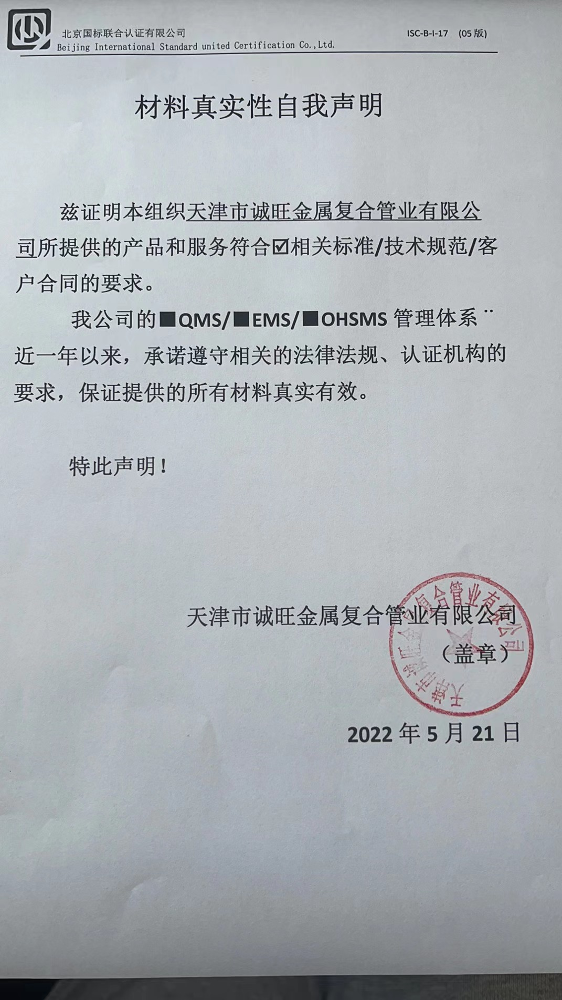 北京国标联合认证有限公司
ISC-B-I-17 (05版)
Beijing International Standard united Certification Co.,Ltd.
材料真实性自我声明
兹证明本组织天津市诚旺金属复合管业有限公
司所提供的产品和服务符合☑相关标准/技术规范/客
户合同的要求。
我公司的■QMS/■EMS/■OHSMS 管理体系¨
近一年以来，承诺遵守相关的法律法规、认证机构的
要求，保证提供的所有材料真实有效。
特此声明！
天津市诚旺金属复合管业有限公司
（盖章）
天津市诚旺金属复合管业有限公司
2022 年 5 月 21 日